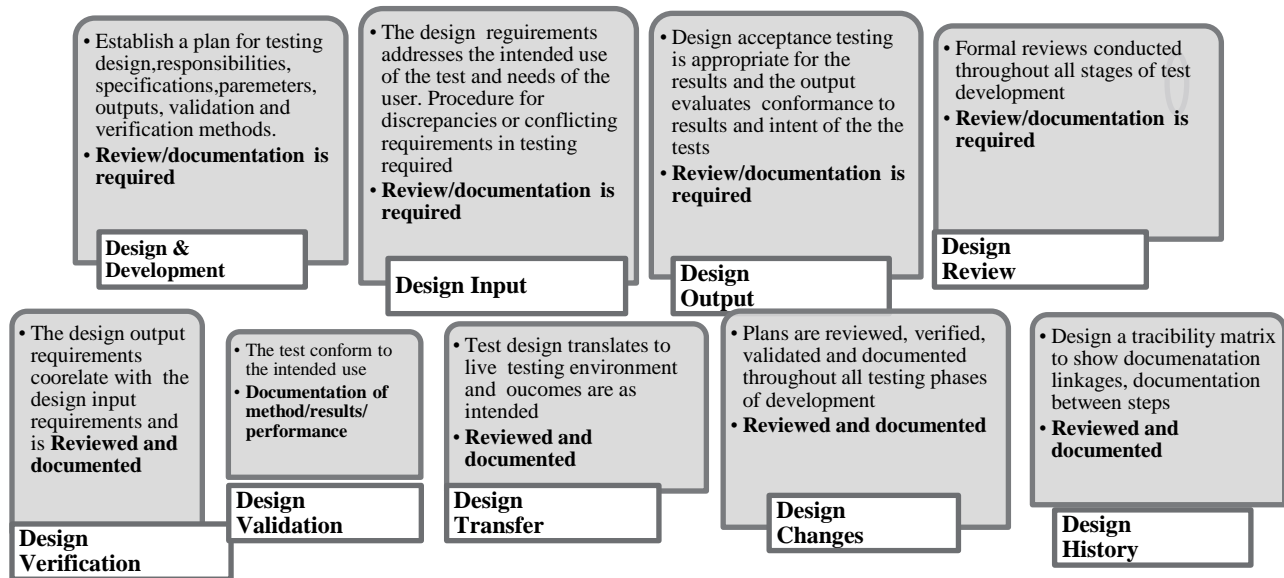 • Establish a plan for testing
design,responsibilities,
specifications,paremeters,
outputs, validation and
verification methods.
• Review/documentation is
required
Design &
Development
• The design reguirements
addresses the intended use
of the test and needs of the
user. Procedure for
discrepancies or conflicting
requirements in testing
required
• Review/documentation is
required
Design Input
• Design acceptance testing
is appropriate for the
results and the output
evaluates conformance to
results and intent of the the
tests
• Review/documentation is
required
Design
Output
• Formal reviews conducted
throughout all stages of test
development
• Review/documentation is
required
Design
Review
• The design output
requirements
coorelate with the
design input
requirements and
is Reviewed and
documented
Design
Verification
• The test conform to
the intended use
• Documentation of
method/results/
performance
Design
Validation
• Test design translates to
live testing environment
and oucomes are as
intended
• Reviewed and
documented
Design
Transfer
• Plans are reviewed, verified,
validated and documented
throughout all testing phases
of development
• Reviewed and documented
Design
Changes
• Design a tracibility matrix
to show documenatation
linkages, documentation
between steps
• Reviewed and
documented
Design
History